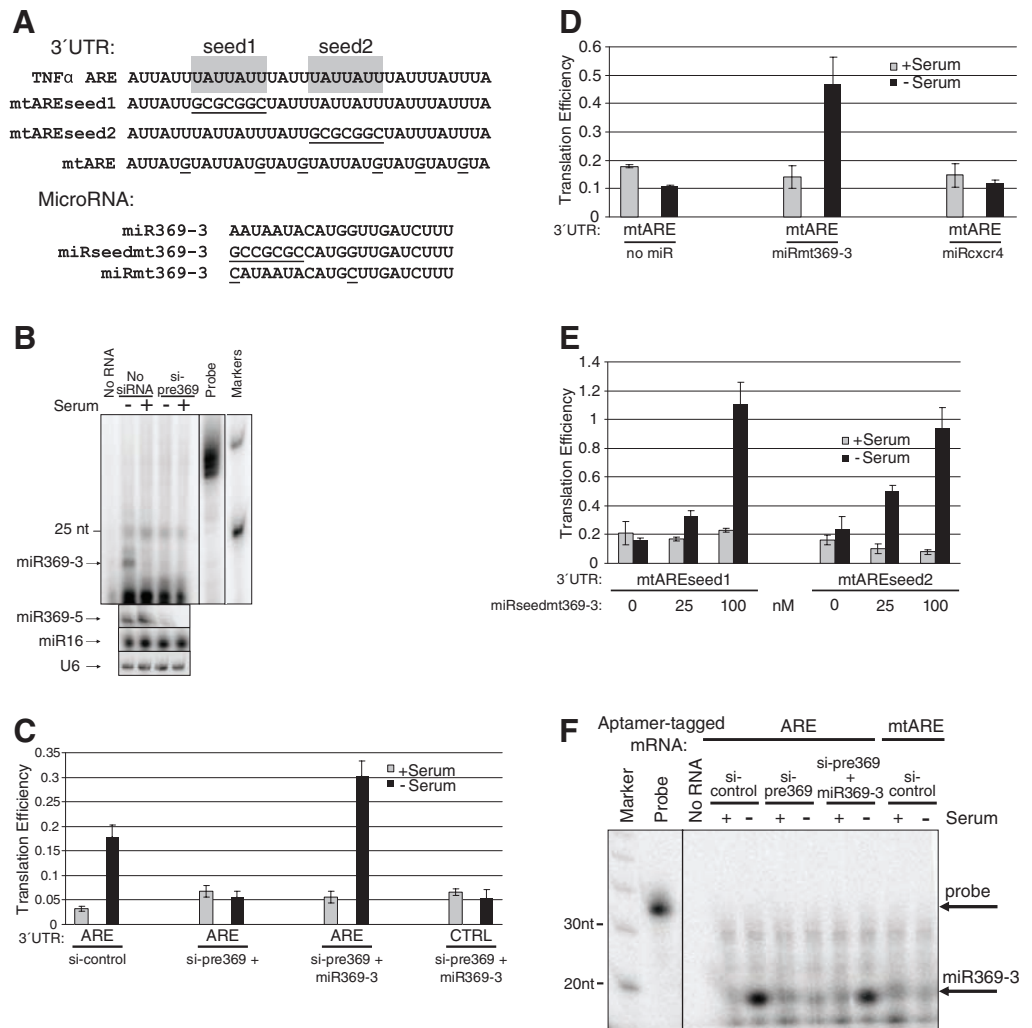 A
3´UTR: seed1 seed2
TNFα ARE AUUAUUUAUUAUUUAUUUAUUAUUUAUUUAUUUA
mtAREseed1 AUUAUUGCGCGGCUAUUUAUUAUUUAUUUAUUUA
mtAREseed2 AUUAUUUAUUAUUUAUUGCGCGGCUAUUUAUUUA
mtARE AUUAUGUAUUAUGUAUGUAUUAUGUAUGUAUGUA
MicroRNA:
miR369-3 AAUAAUACAUGGUUGAUCUUU
miRseedmt369-3 GCCGCGCCAUGGUUGAUCUUU
miRmt369-3 CAUAAUACAUGCUUGAUCUUU
B
No RNA
No siRNA
si-pre369
Probe
Markers
Serum - + - +
25 nt
miR369-3
miR369-5
miR16
U6
C
Translation Efficiency
0.35
0.3
0.25
0.2
0.15
0.1
0.05
0
+Serum
- Serum
3´UTR: ARE ARE ARE CTRL
si-control si-pre369 + si-pre369 + si-pre369 +
miR369-3 miR369-3
D
Translation Efficiency
0.6
0.5
0.4
0.3
0.2
0.1
0
+Serum
- Serum
3´UTR: mtARE mtARE mtARE
no miR miRmt369-3 miRcxcr4
E
Translation Efficiency
1.4
1.2
1
0.8
0.6
0.4
0.2
0
+Serum
- Serum
3´UTR: mtAREseed1 mtAREseed2
miRseedmt369-3: 0 25 100 nM 0 25 100
F
Aptamer-tagged ARE mtARE
mRNA:
Marker
Probe
No RNA
si-control
si-pre369
si-pre369
+
miR369-3
si-control
+ - + - + - + - Serum
probe
30nt
20nt
miR369-3